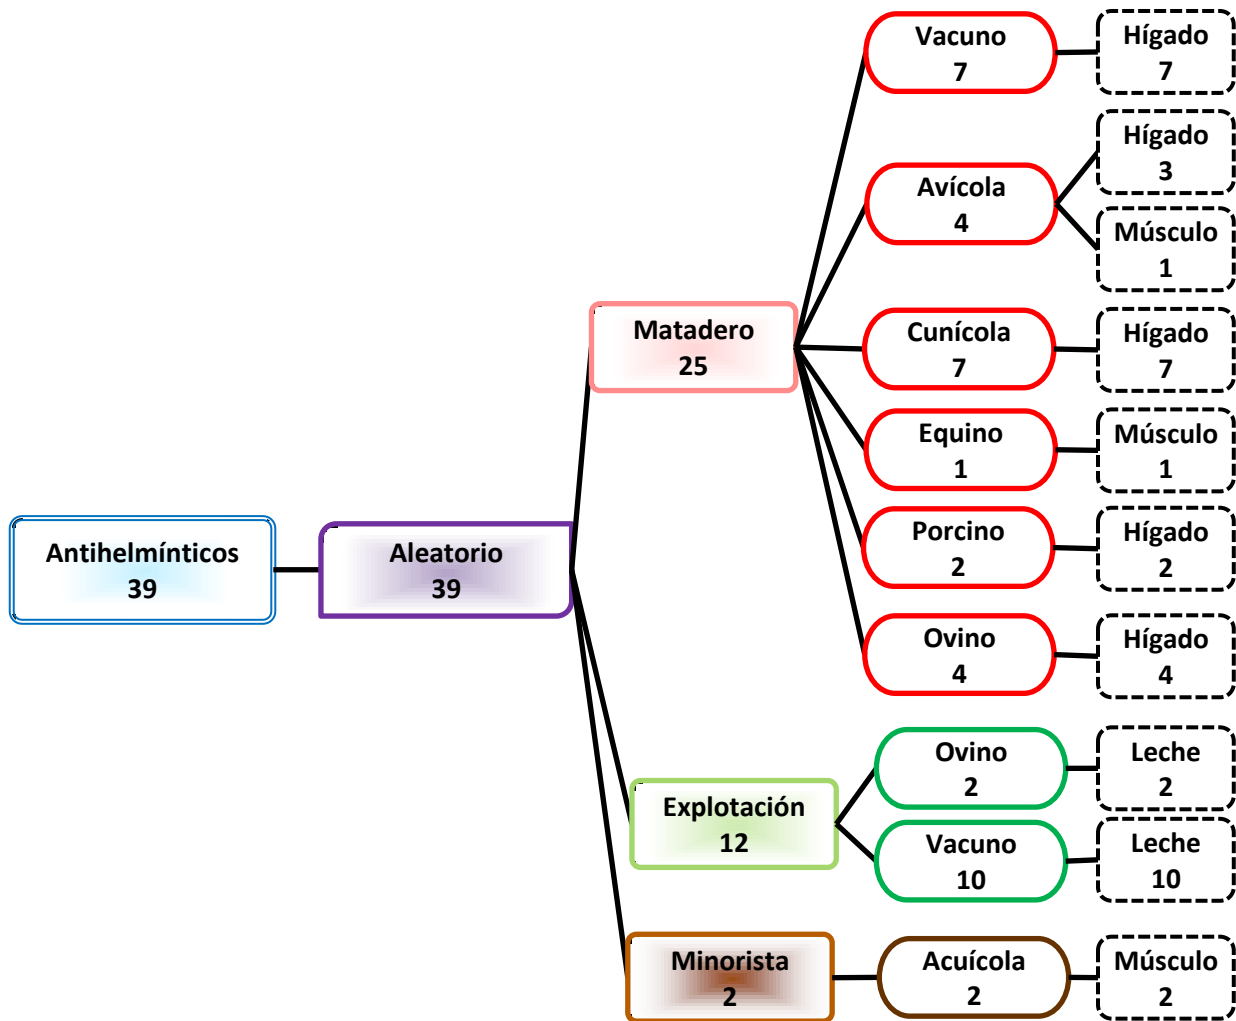 Vacuno
7
Hígado
7
Avícola
4
Hígado
3
Músculo
1
Matadero
25
Cunícola
7
Hígado
7
Equino
1
Músculo
1
Porcino
2
Hígado
2
Ovino
4
Hígado
4
Antihelmínticos
39
Aleatorio
39
Explotación
12
Ovino
2
Leche
2
Vacuno
10
Leche
10
Minorista
2
Acuícola
2
Músculo
2